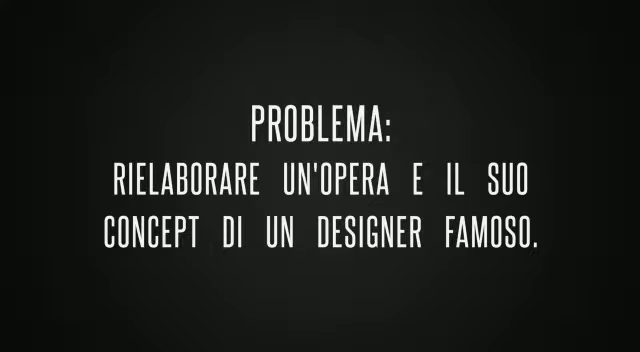 PROBLEMA:
RIELABORARE UN'OPERA E IL SUO
CONCEPT DI UN DESIGNER FAMOSO.